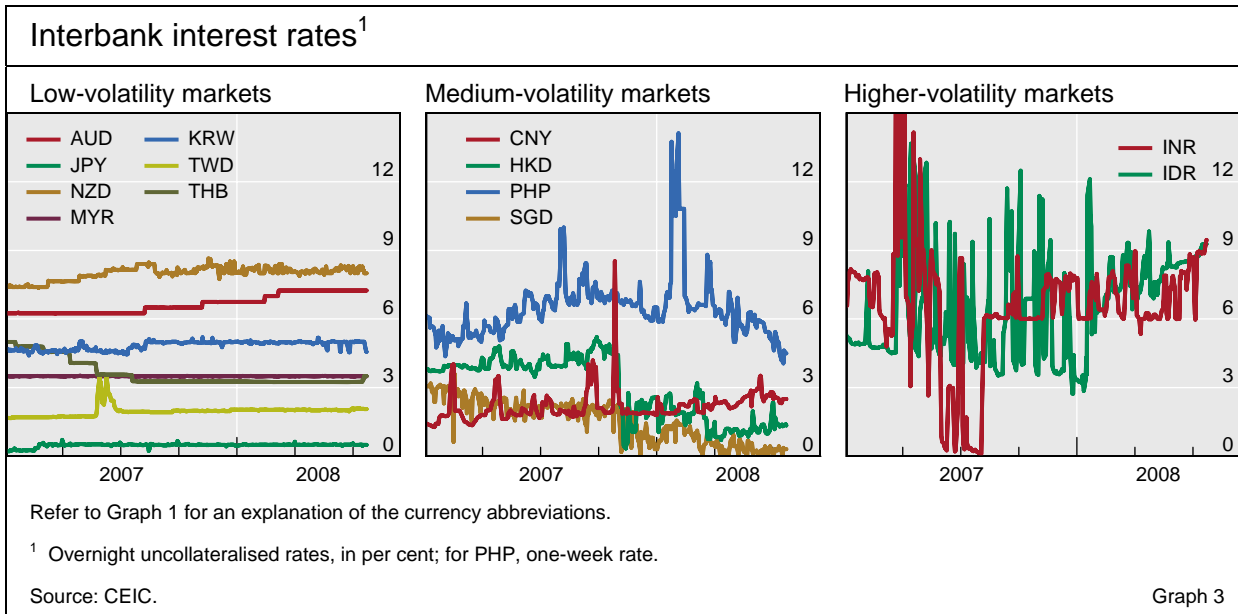 Interbank interest rates1
Low-volatility markets
AUD KRW
JPY TWD
NZD THB
MYR
12
9
6
3
0
2007 2008
Medium-volatility markets
CNY
HKD
PHP
SGD
12
9
6
3
0
2007 2008
Higher-volatility markets
INR
IDR
12
9
6
3
0
2007 2008
Refer to Graph 1 for an explanation of the currency abbreviations.
1 Overnight uncollateralised rates, in per cent; for PHP, one-week rate.
Source: CEIC. Graph 3